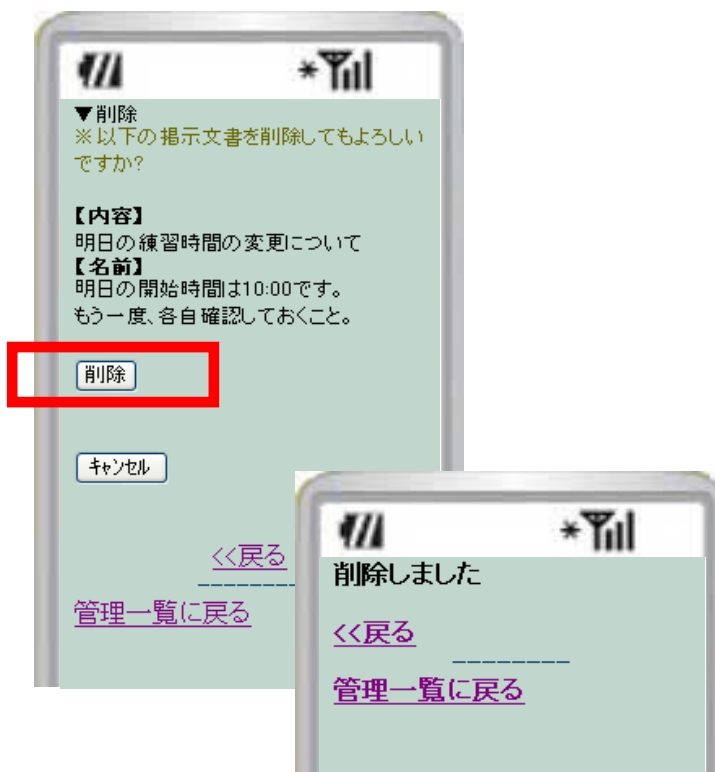 ▼削除
※以下の掲示文書を削除してもよろしい
ですか?
【内容】
明日の練習時間の変更について
【名前】
明日の開始時間は10:00です。
もう一度、各自確認しておくこと。
削除
キャンセル
<<戻る
管理一覧に戻る
削除しました
<<戻る
管理一覧に戻る